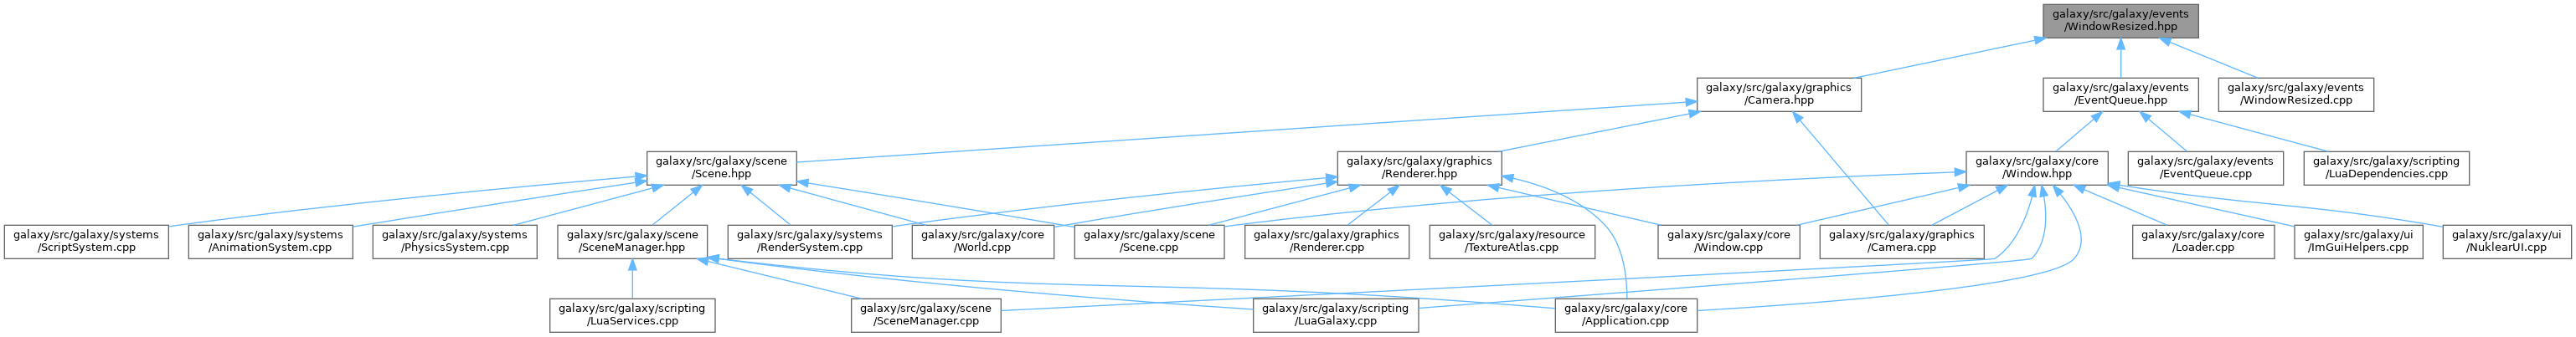 galaxy/src/galaxy/events
/WindowResized.hpp
galaxy/src/galaxy/graphics
/Camera.hpp
galaxy/src/galaxy/events
/EventQueue.hpp
galaxy/src/galaxy/events
/WindowResized.cpp
galaxy/src/galaxy/scene
/Scene.hpp
galaxy/src/galaxy/graphics
/Renderer.hpp
galaxy/src/galaxy/core
/Window.hpp
galaxy/src/galaxy/events
/EventQueue.cpp
galaxy/src/galaxy/scripting
/LuaDependencies.cpp
galaxy/src/galaxy/systems
/ScriptSystem.cpp
galaxy/src/galaxy/systems
/AnimationSystem.cpp
galaxy/src/galaxy/systems
/PhysicsSystem.cpp
galaxy/src/galaxy/scene
/SceneManager.hpp
galaxy/src/galaxy/systems
/RenderSystem.cpp
galaxy/src/galaxy/core
/World.cpp
galaxy/src/galaxy/scene
/Scene.cpp
galaxy/src/galaxy/graphics
/Renderer.cpp
galaxy/src/galaxy/resource
/TextureAtlas.cpp
galaxy/src/galaxy/core
/Window.cpp
galaxy/src/galaxy/graphics
/Camera.cpp
galaxy/src/galaxy/core
/Loader.cpp
galaxy/src/galaxy/ui
/ImGuiHelpers.cpp
galaxy/src/galaxy/ui
/NuklearUI.cpp
galaxy/src/galaxy/scripting
/LuaServices.cpp
galaxy/src/galaxy/scene
/SceneManager.cpp
galaxy/src/galaxy/scripting
/LuaGalaxy.cpp
galaxy/src/galaxy/core
/Application.cpp